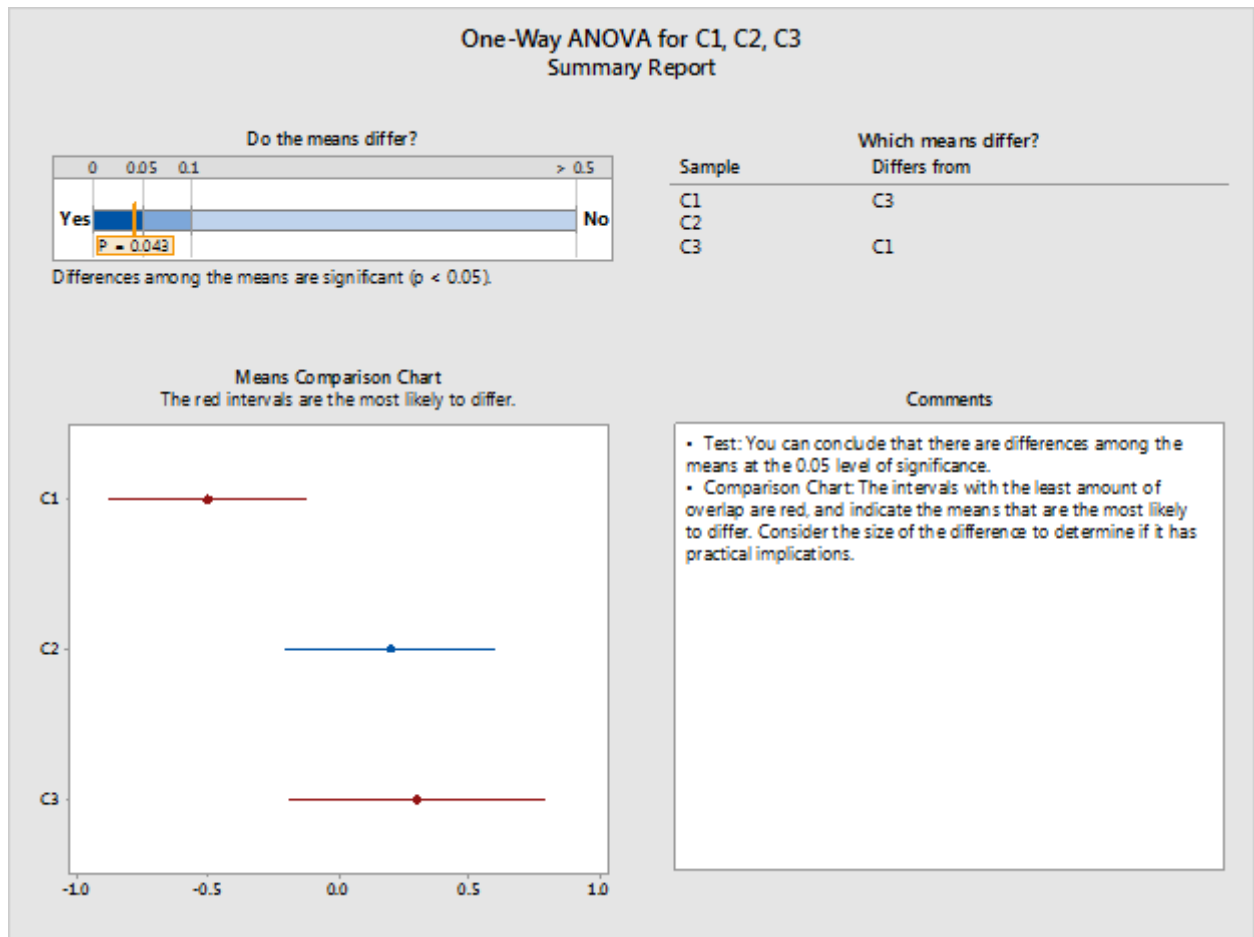 One-Way ANOVA for C1, C2, C3
Summary Report
Do the means differ?
0 0.05 0.1 > 0.5
Yes No
P = 0.043
Differences among the means are significant (p < 0.05).
Which means differ?
Sample Differs from
C1 C3
C2
C3 C1
Means Comparison Chart
The red intervals are the most likely to differ.
C1
C2
C3
-1.0 -0.5 0.0 0.5 1.0
Comments
• Test: You can conclude that there are differences among the
means at the 0.05 level of significance.
• Comparison Chart: The intervals with the least amount of
overlap are red, and indicate the means that are the most likely
to differ. Consider the size of the difference to determine if it has
practical implications.